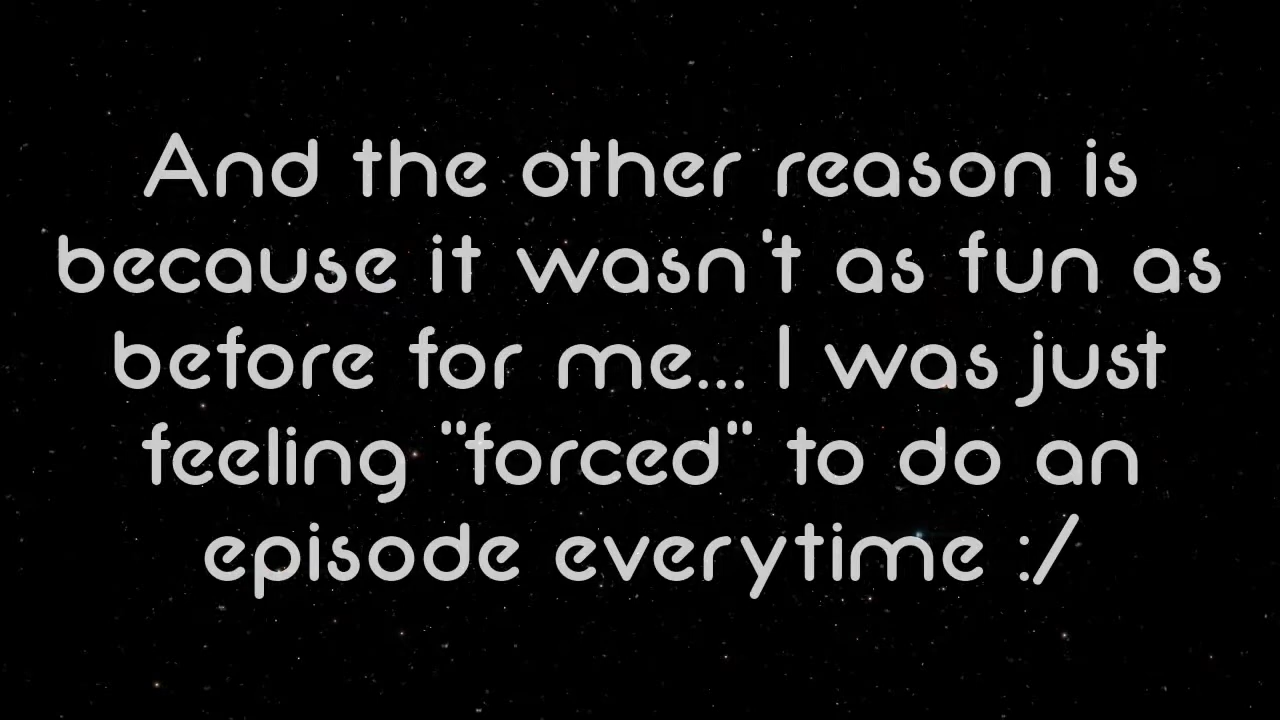 And the other reason is
because it wasn't as fun as
before for me... I was just
feeling "forced" to do an
episode everytime :/